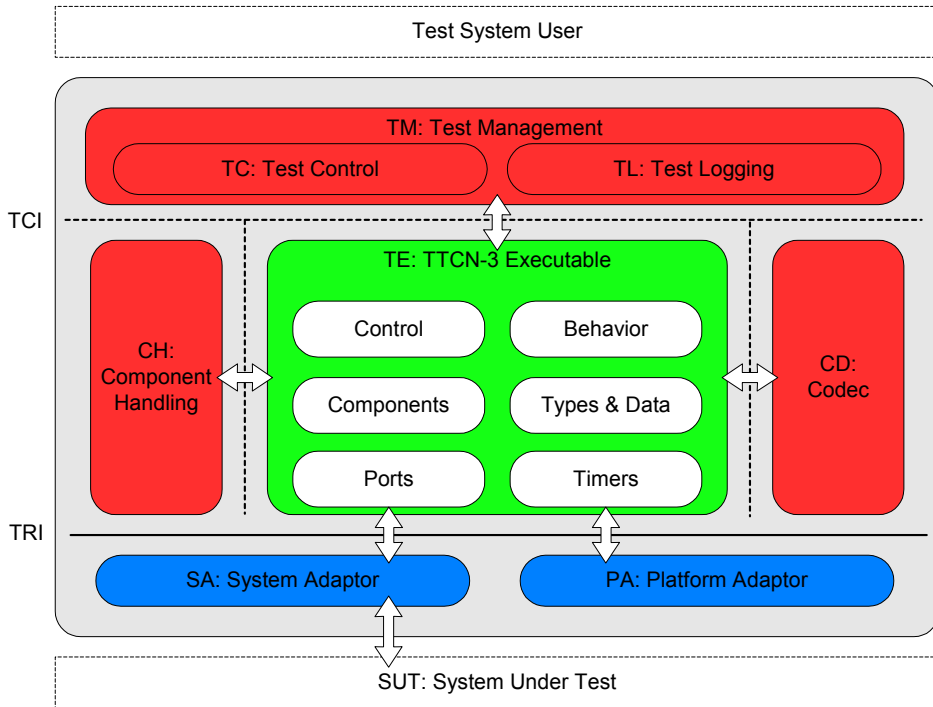 Test System User
TM: Test Management
TC: Test Control
TL: Test Logging
TCI
TE: TTCN-3 Executable
Control
Behavior
CH:
Component
Handling
CD:
Codec
Components
Types & Data
Ports
Timers
TRI
SA: System Adaptor
PA: Platform Adaptor
SUT: System Under Test